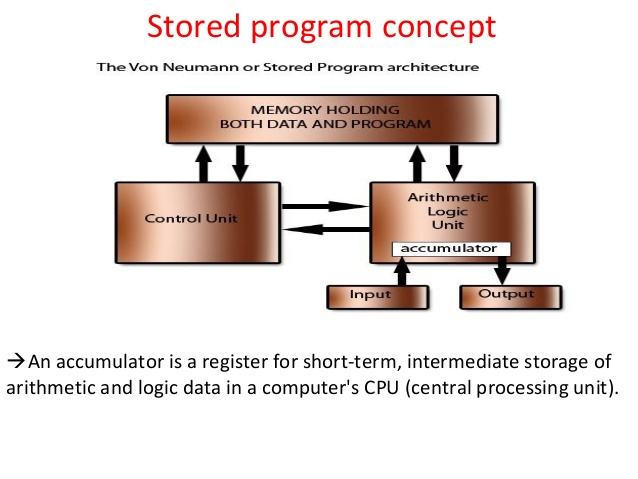 Stored program concept
The Von Neumann or Stored Program architecture
MEMORY HOLDING
BOTH DATA AND PROGRAM
Control Unit
Arithmetic
Logic
Unit
accumulator
Input
Output
→An accumulator is a register for short-term, intermediate storage of
arithmetic and logic data in a computer's CPU (central processing unit).